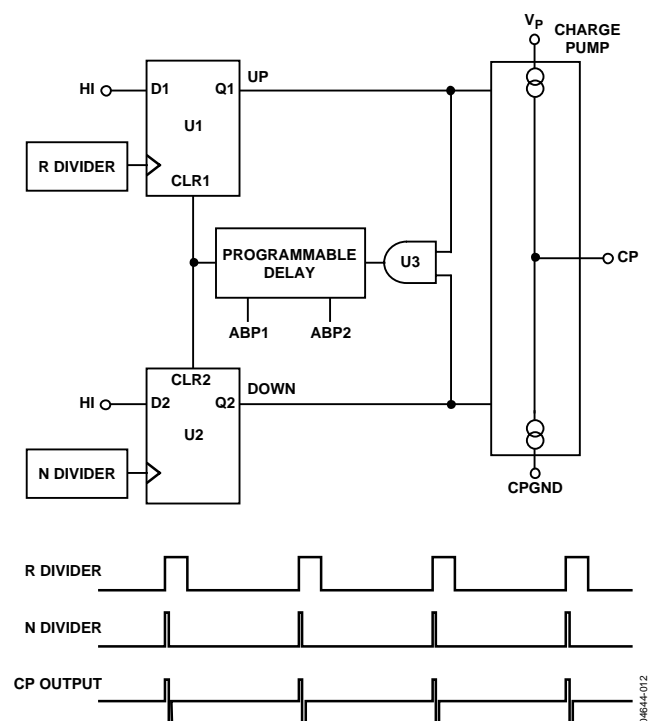 VP
CHARGE
PUMP
HI
D1
Q1
UP
U1
R DIVIDER
CLR1
PROGRAMMABLE
DELAY
U3
CP
ABP1
ABP2
CLR2
DOWN
HI
D2
Q2
U2
N DIVIDER
CPGND
R DIVIDER
N DIVIDER
CP OUTPUT
04644-012